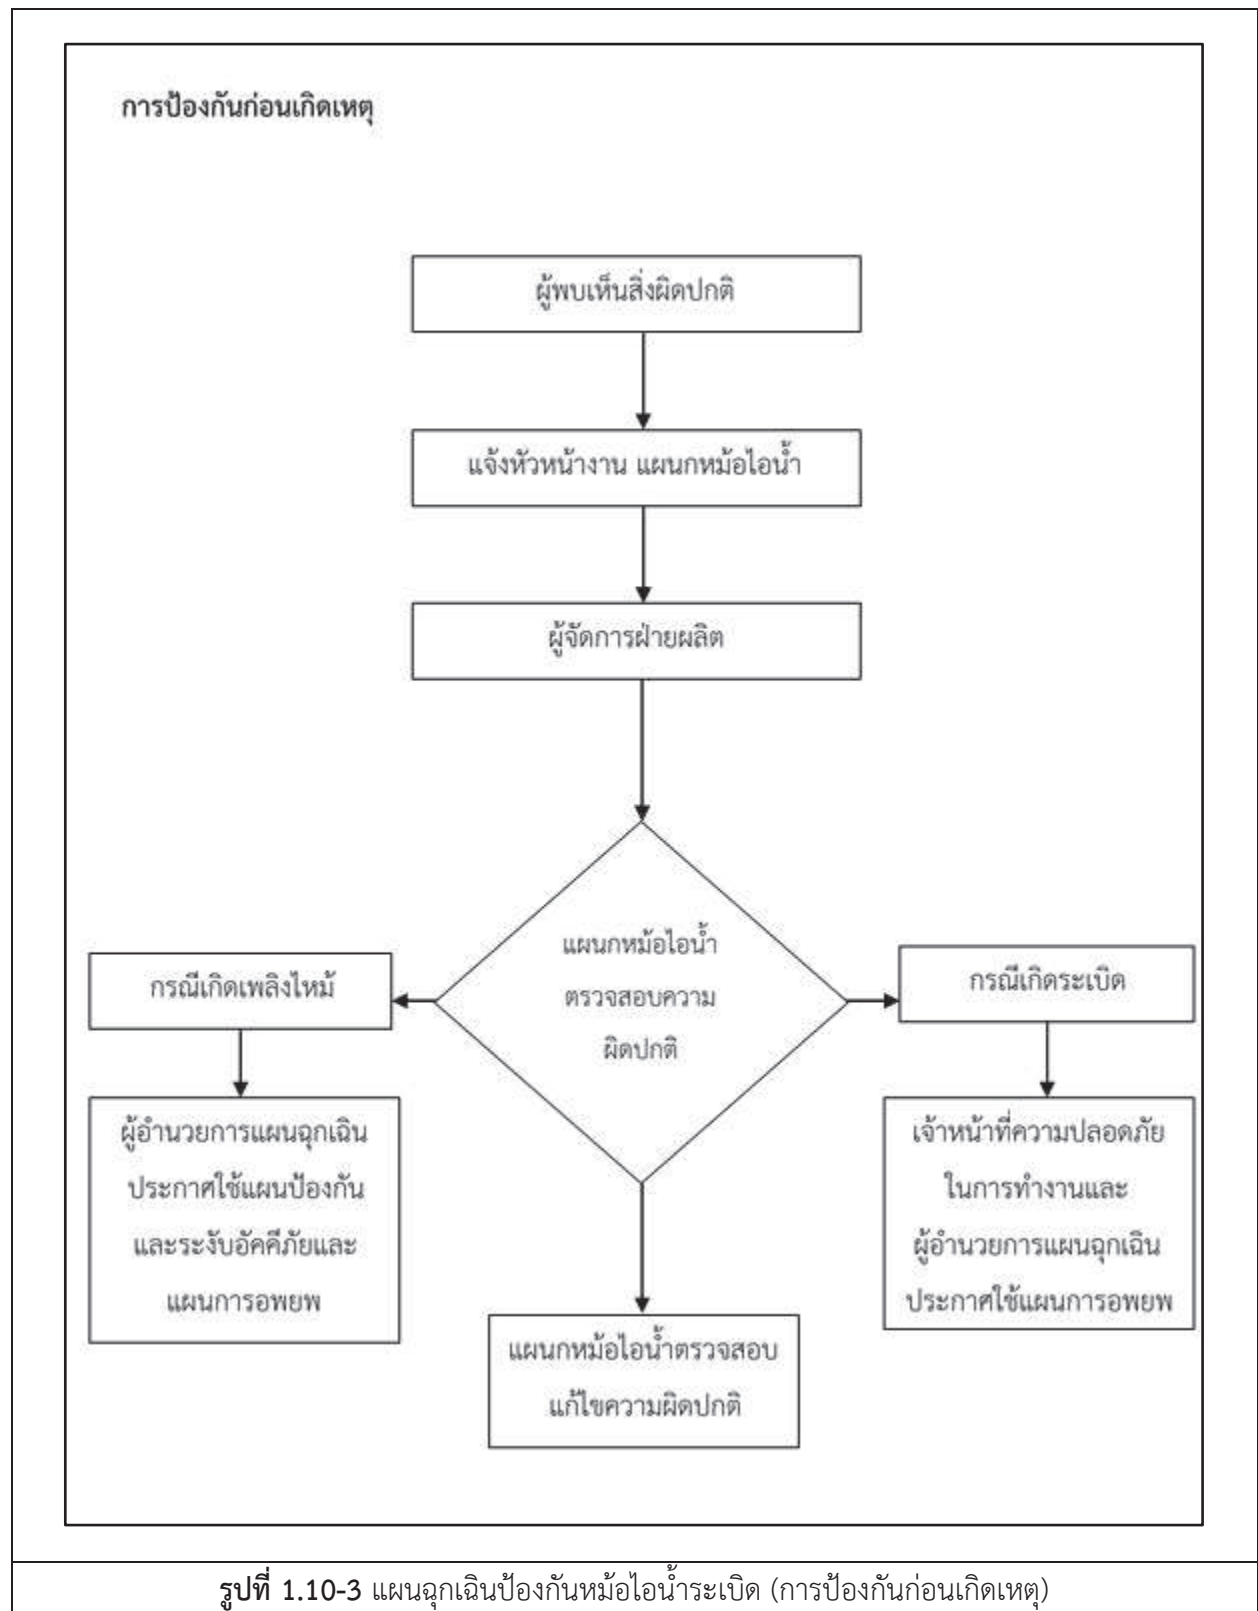 การป้องกันก่อนเกิดเหตุ
ผู้พบเห็นสิ่งผิดปกติ
แจ้งหัวหน้างาน แผนกหม้อไอน้ำ
ผู้จัดการฝ่ายผลิต
แผนกหม้อไอน้ำ
ตรวจสอบความ
ผิดปกติ
กรณีเกิดเพลิงไหม้
กรณีเกิดระเบิด
ผู้อำนวยการแผนฉุกเฉิน
ประกาศใช้แผนป้องกัน
และระงับอัคคีภัยและ
แผนการอพยพ
เจ้าหน้าที่ความปลอดภัย
ในการทำงานและ
ผู้อำนวยการแผนฉุกเฉิน
ประกาศใช้แผนการอพยพ
แผนกหม้อไอน้ำตรวจสอบ
แก้ไขความผิดปกติ
รูปที่ 1.10-3 แผนฉุกเฉินป้องกันหม้อไอน้ำระเบิด (การป้องกันก่อนเกิดเหตุ)